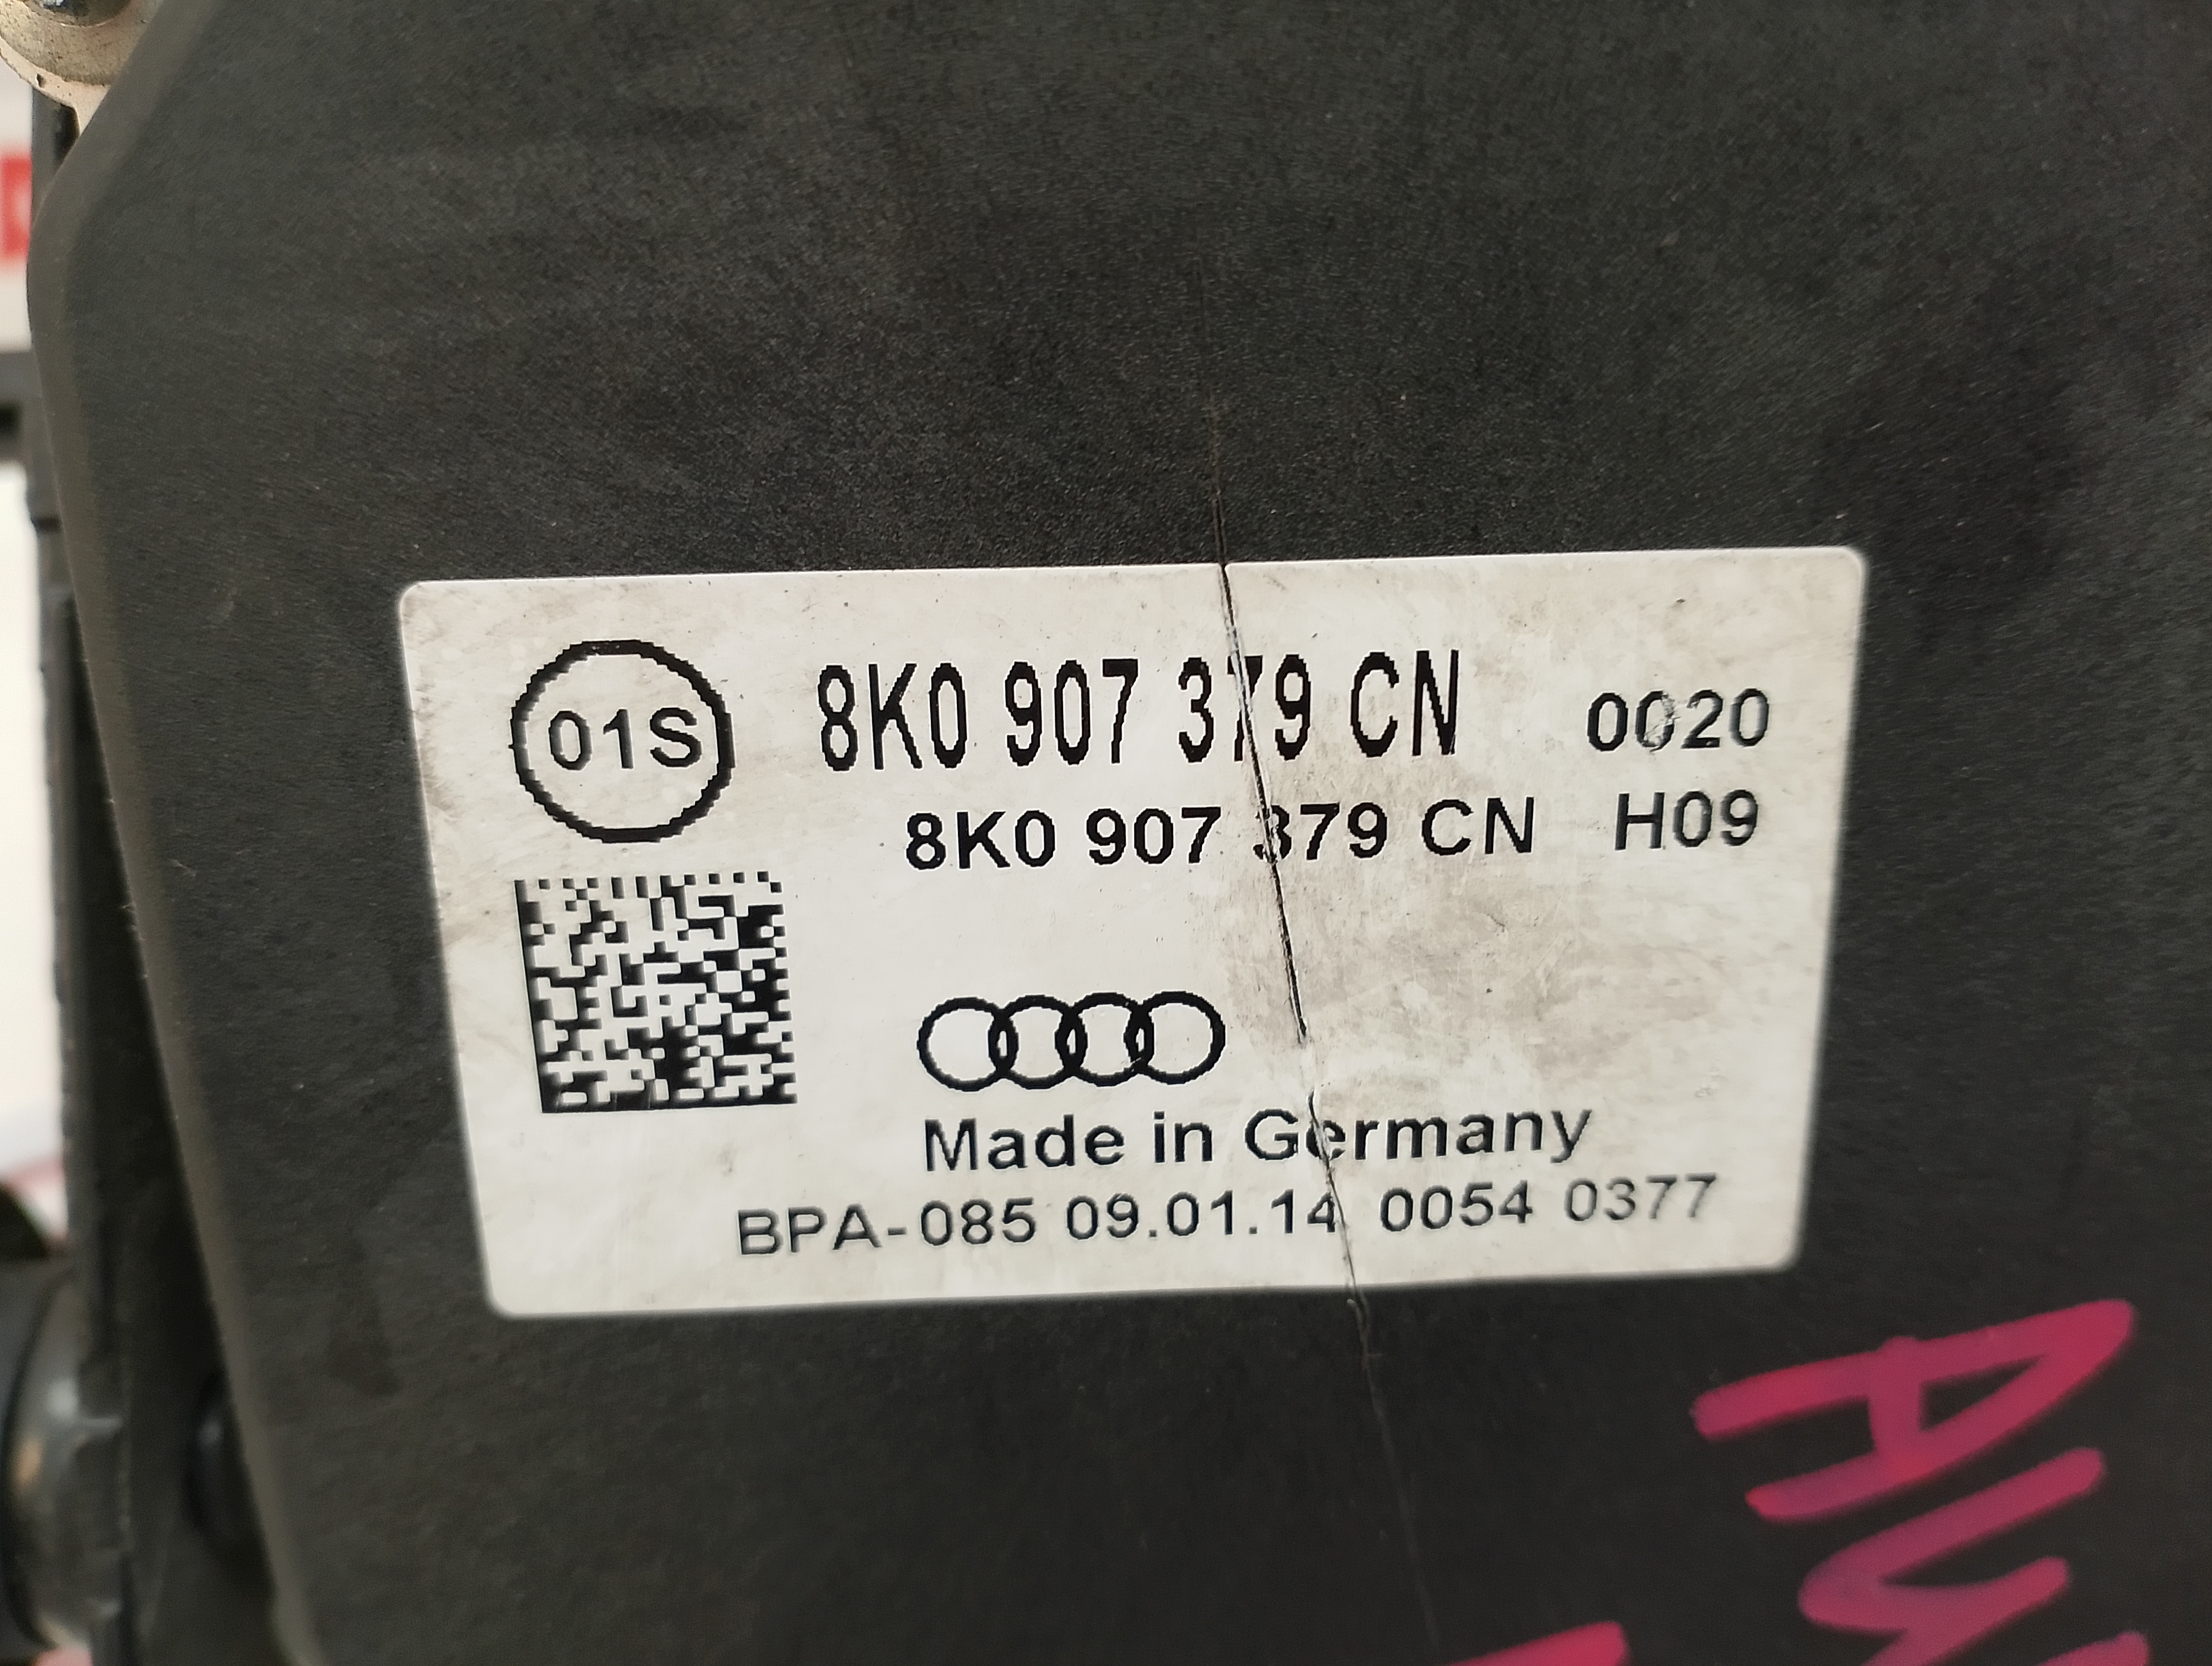 01S 8K0 907 379 CN 0020
8K0 907 379 CN H09
Made in Germany
BPA-085 09.01.14 0054 0377